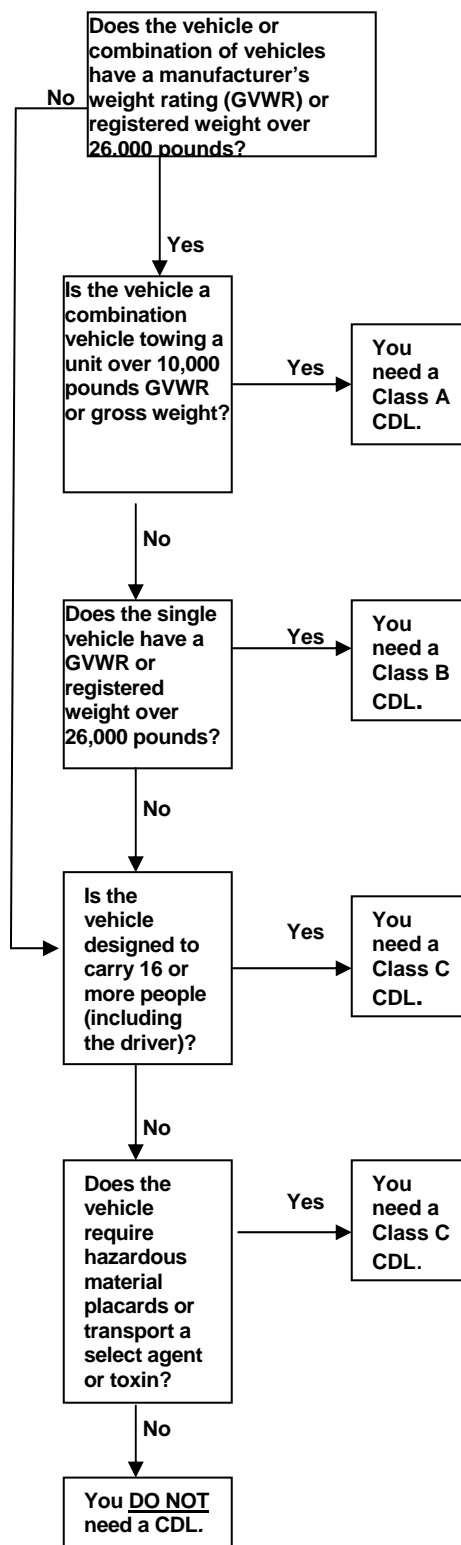 Does the vehicle or
combination of vehicles
have a manufacturer's
weight rating (GVWR) or
registered weight over
26,000 pounds?
No
Yes
Is the vehicle a
combination
vehicle towing a
unit over 10,000
pounds GVWR
or gross weight?
Yes
You
need a
Class A
CDL.
No
Does the single
vehicle have a
GVWR or
registered
weight over
26,000 pounds?
Yes
You
need a
Class B
CDL.
No
Is the
vehicle
designed to
carry 16 or
more people
(including
the driver)?
Yes
You
need a
Class C
CDL.
No
Does the
vehicle
require
hazardous
material
placards or
transport a
select agent
or toxin?
Yes
You
need a
Class C
CDL.
No
You DO NOT
need a CDL.